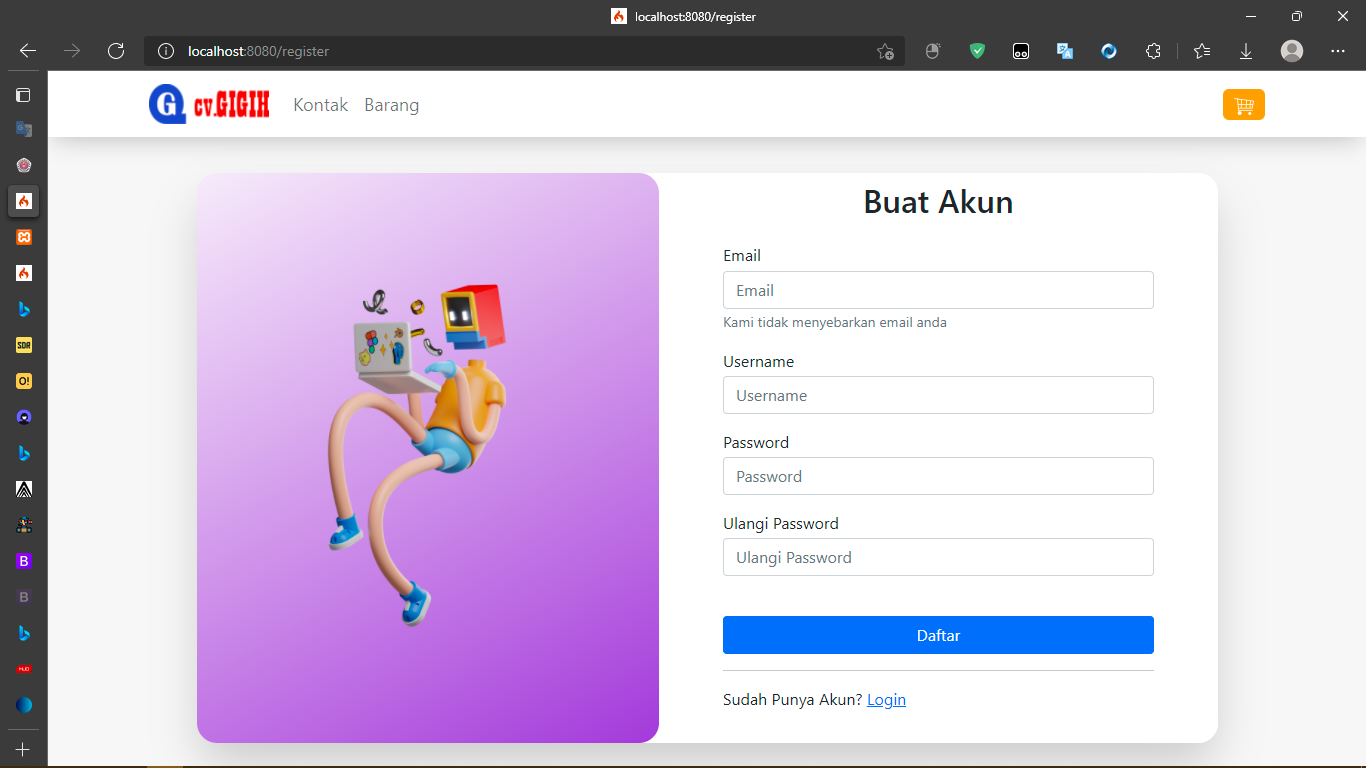 localhost:8080/register
localhost:8080/register
G cv.GIGIH
Kontak
Barang
Buat Akun
Email
Email
Kami tidak menyebarkan email anda
Username
Username
Password
Password
Ulangi Password
Ulangi Password
Daftar
Sudah Punya Akun? Login
SDR
O!
B
B